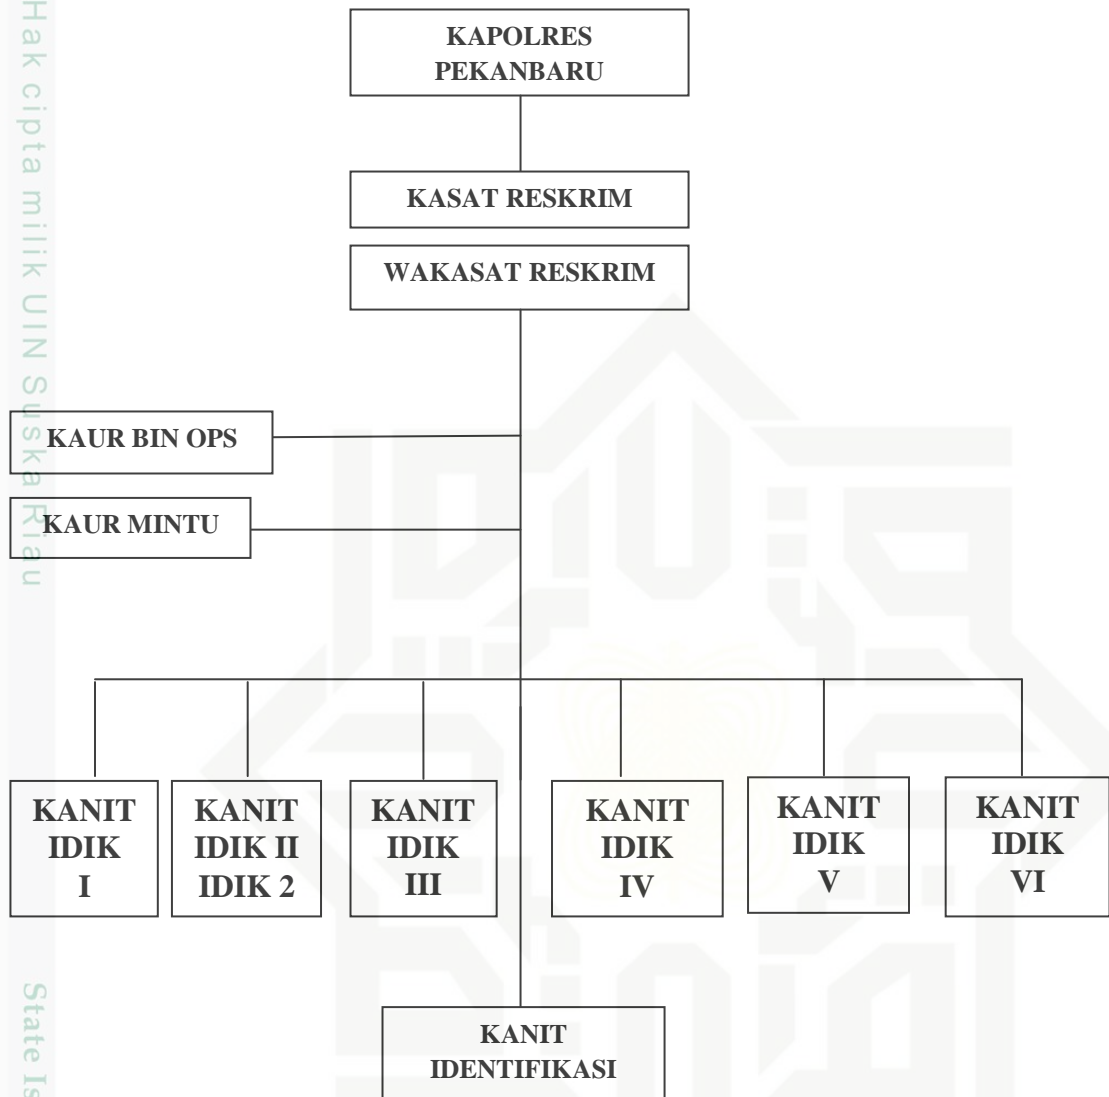 Hak cipta milik UIN Suska Riau
State Is
KAPOLRES
PEKANBARU
KASAT RESKRIM
WAKASAT RESKRIM
KAUR BIN OPS
KAUR MINTU
KANIT
IDIK
I
KANIT
IDIK II
IDIK 2
KANIT
IDIK
III
KANIT
IDIK
IV
KANIT
IDIK
V
KANIT
IDIK
VI
KANIT
IDENTIFIKASI